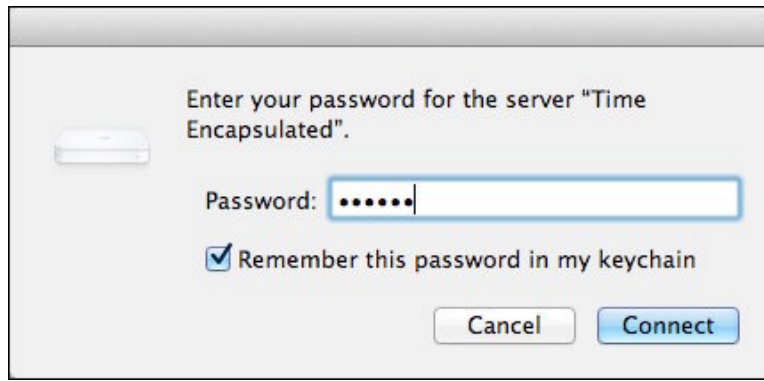 Enter your password for the server “Time
Encapsulated”.
Password: ••••••
Remember this password in my keychain
Cancel Connect